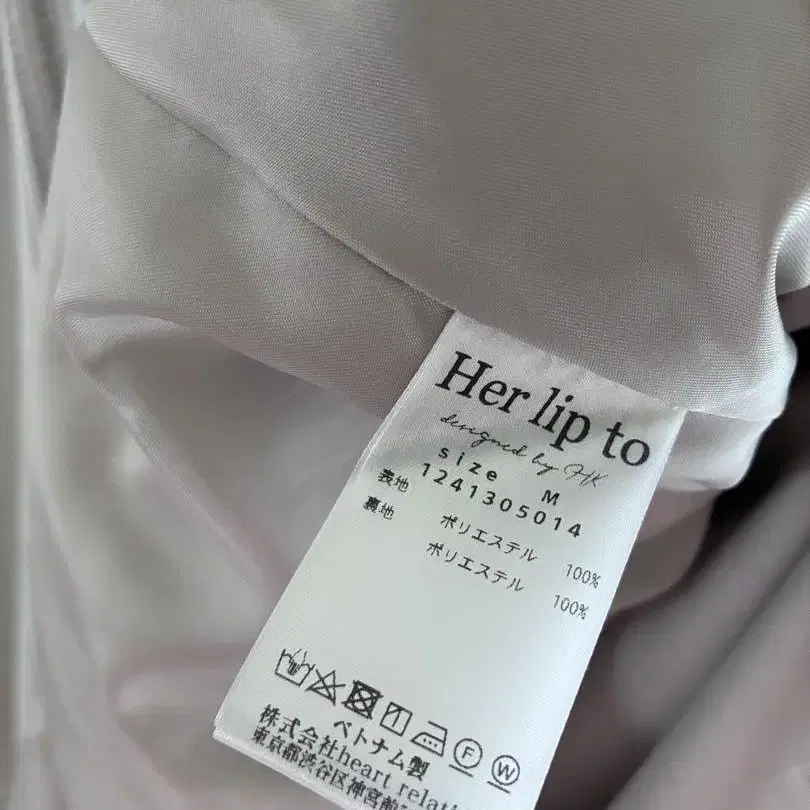 Her lip to
designed by HK
size M
1241305014
表地 ポリエステル 100%
裏地 ポリエステル 100%
F W
ベトナム製
株式会社heart relati
東京都渋谷区神宮前